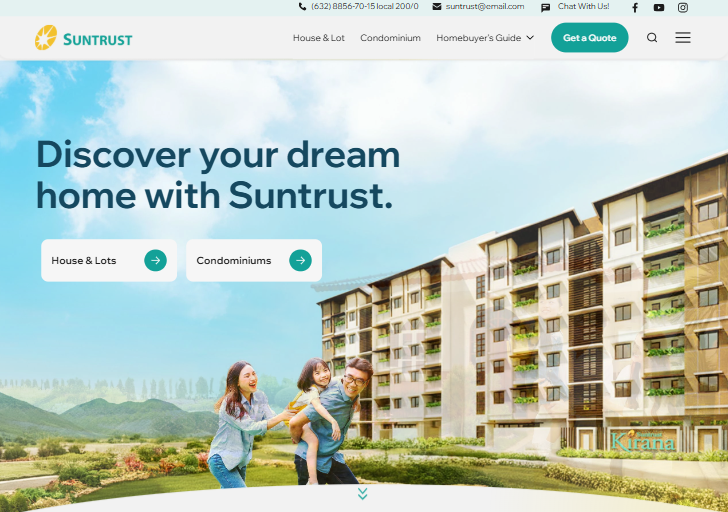 (632) 8856-70-15 local 200/0
suntrust@email.com
Chat With Us!
SUNTRUST
House & Lot
Condominium
Homebuyer's Guide
Get a Quote
Discover your dream
home with Suntrust.
House & Lots
Condominiums
Kirana